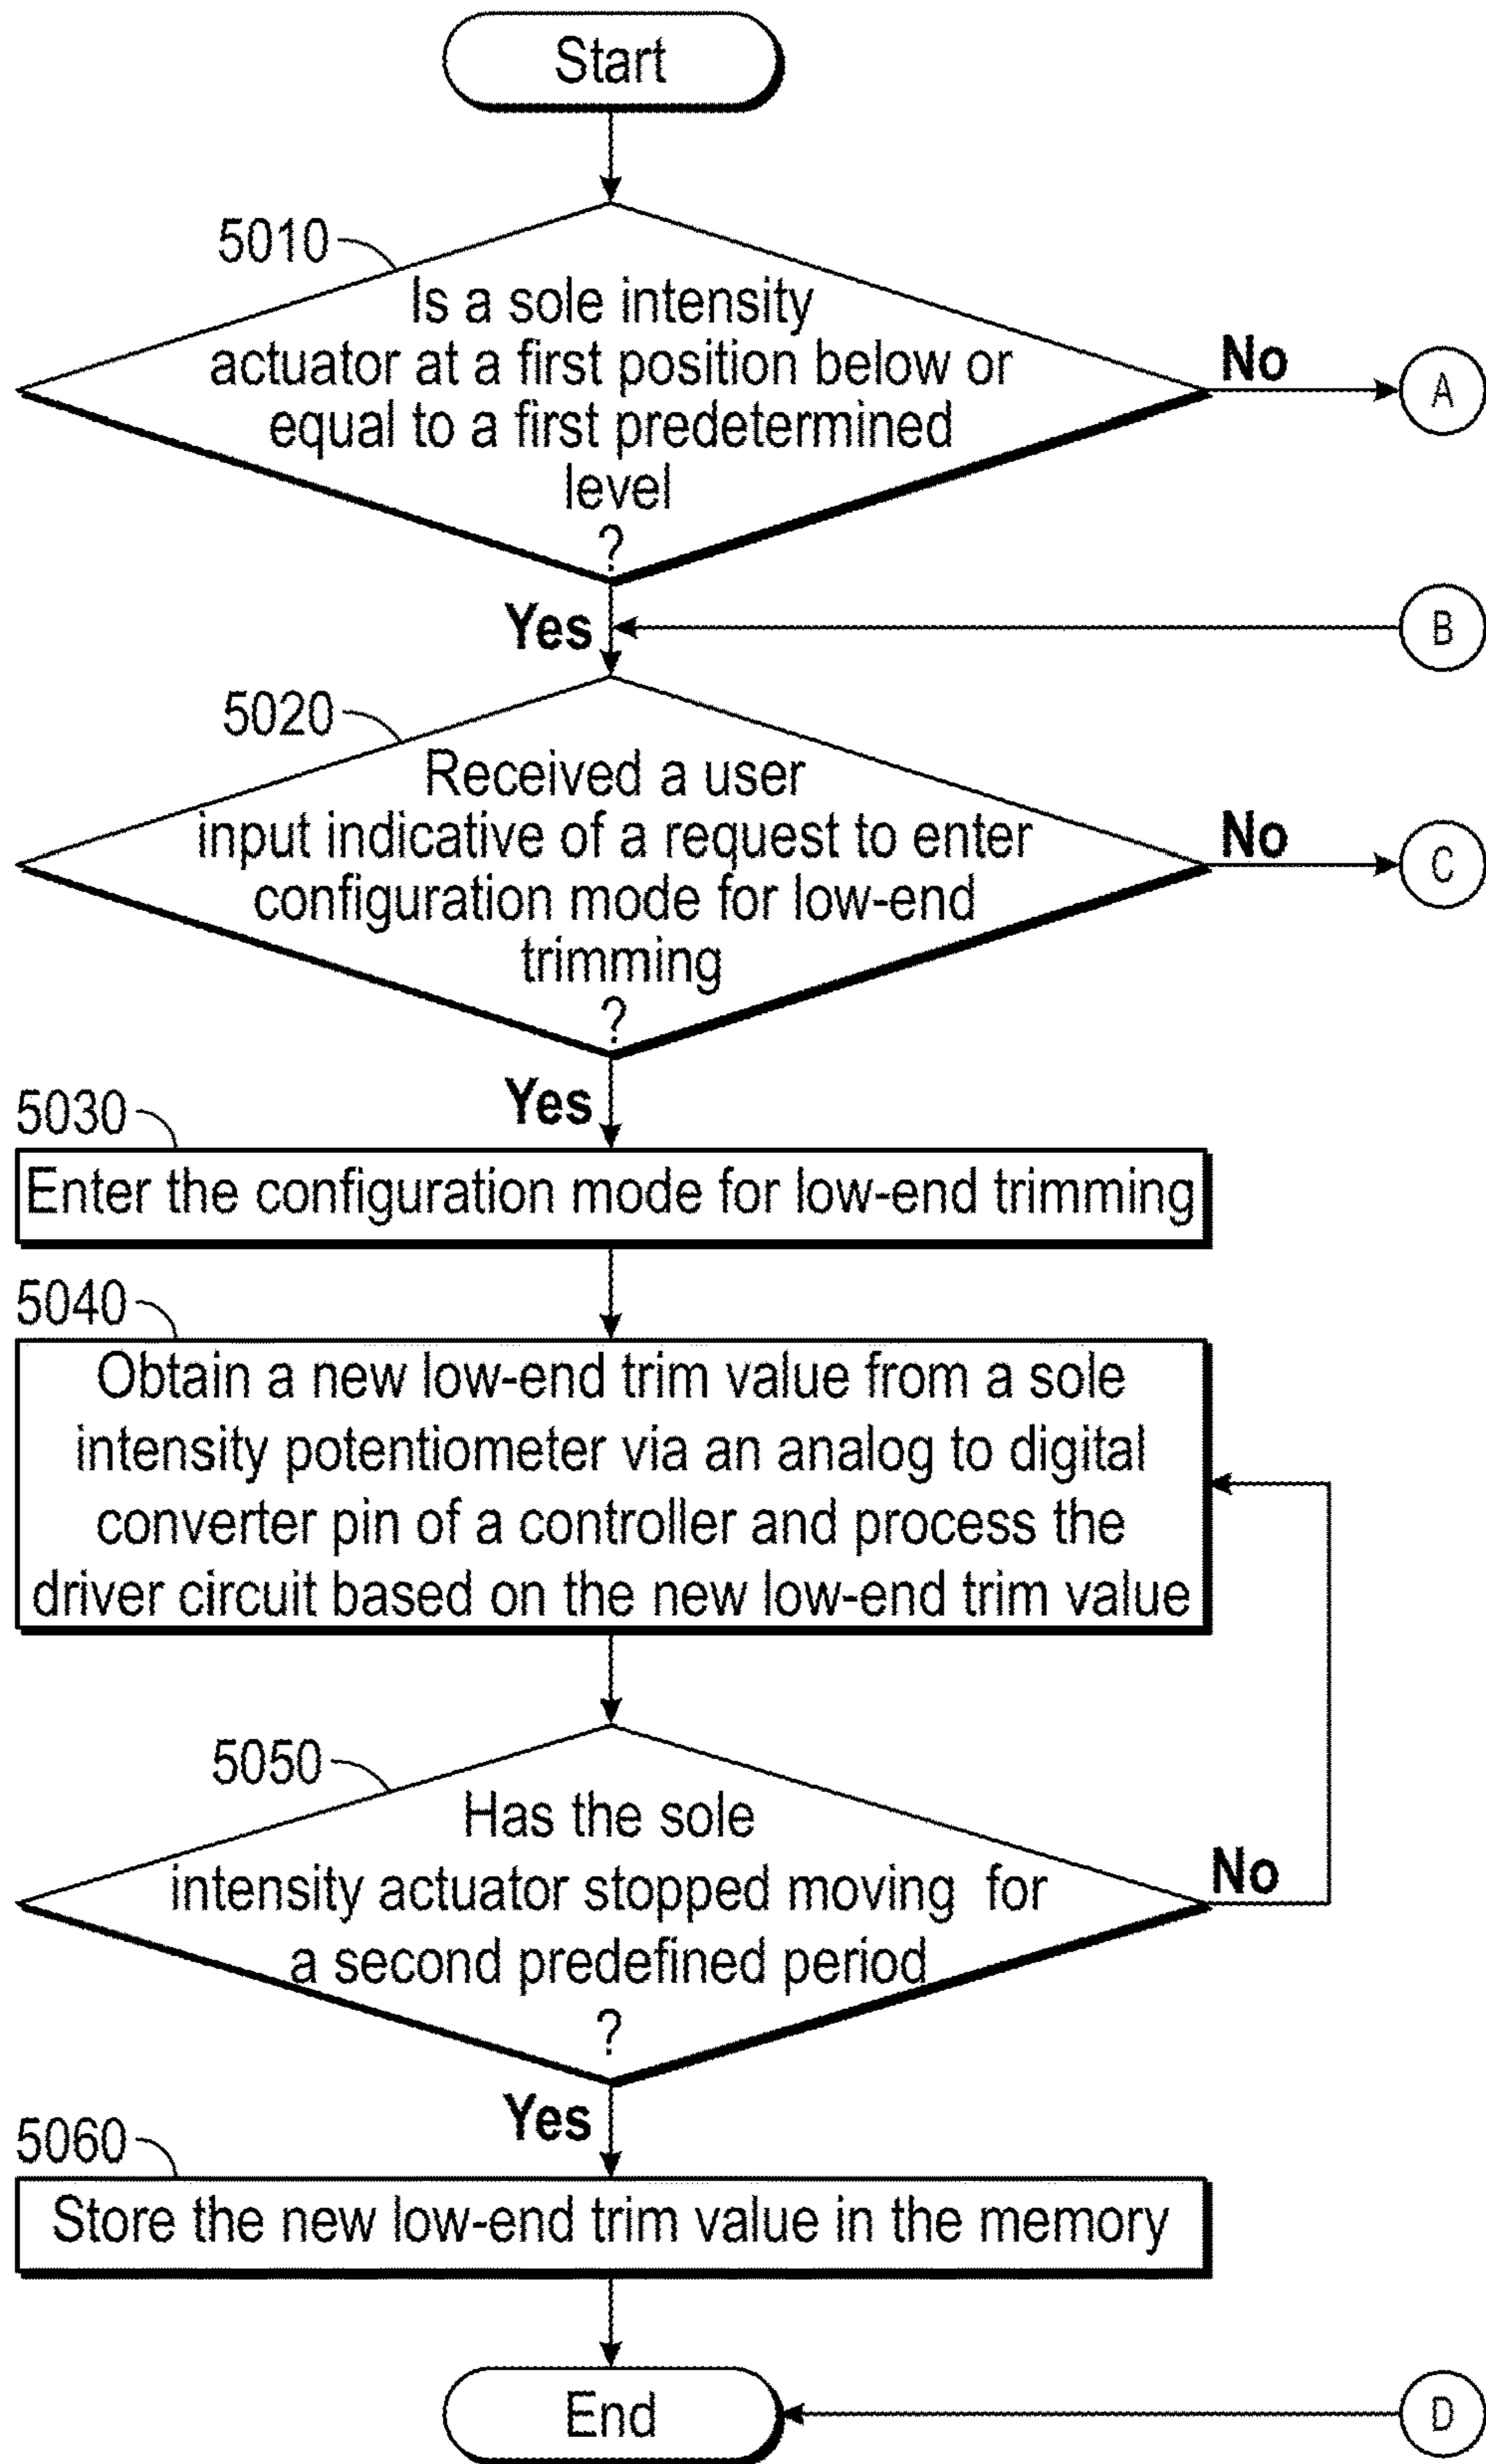 Start
5010
Is a sole intensity
actuator at a first position below or
equal to a first predetermined
level
?
No
A
Yes
B
5020
Received a user
input indicative of a request to enter
configuration mode for low-end
trimming
?
No
C
Yes
5030
Enter the configuration mode for low-end trimming
5040
Obtain a new low-end trim value from a sole
intensity potentiometer via an analog to digital
converter pin of a controller and process the
driver circuit based on the new low-end trim value
5050
Has the sole
intensity actuator stopped moving for
a second predefined period
?
No
Yes
5060
Store the new low-end trim value in the memory
End
D